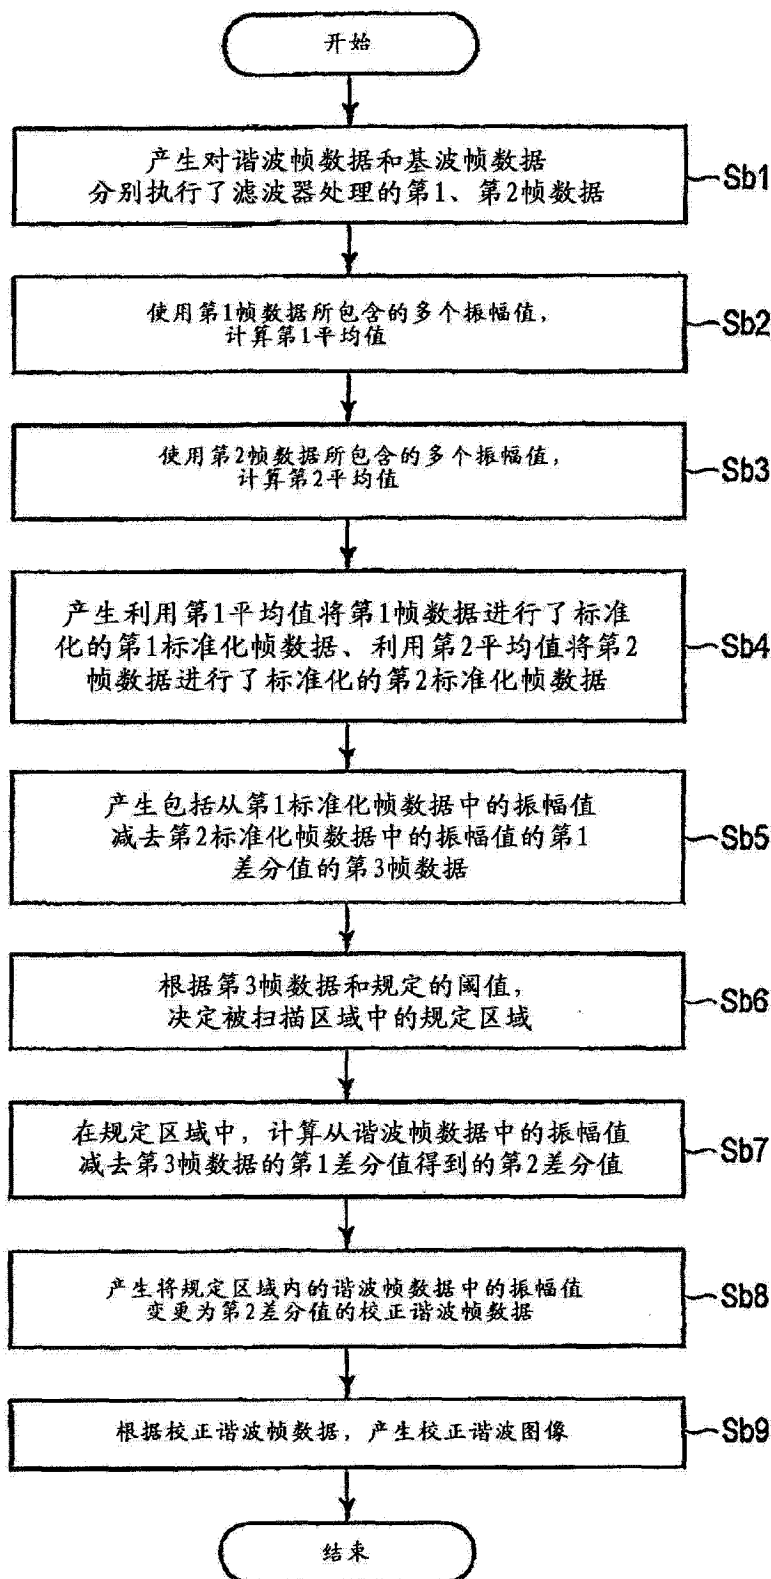 开始
产生对谐波帧数据和基波帧数据
分别执行了滤波器处理的第1、第2帧数据
Sb1
使用第1帧数据所包含的多个振幅值，
计算第1平均值
Sb2
使用第2帧数据所包含的多个振幅值，
计算第2平均值
Sb3
产生利用第1平均值将第1帧数据进行了标准
化的第1标准化帧数据、利用第2平均值将第2
帧数据进行了标准化的第2标准化帧数据
Sb4
产生包括从第1标准化帧数据中的振幅值
减去第2标准化帧数据中的振幅值的第1
差分值的第3帧数据
Sb5
根据第3帧数据和规定的阈值，
决定被扫描区域中的规定区域
Sb6
在规定区域中，计算从谐波帧数据中的振幅值
减去第3帧数据的第1差分值得到的第2差分值
Sb7
产生将规定区域内的谐波帧数据中的振幅值
变更为第2差分值的校正谐波帧数据
Sb8
根据校正谐波帧数据，产生校正谐波图像
Sb9
结束